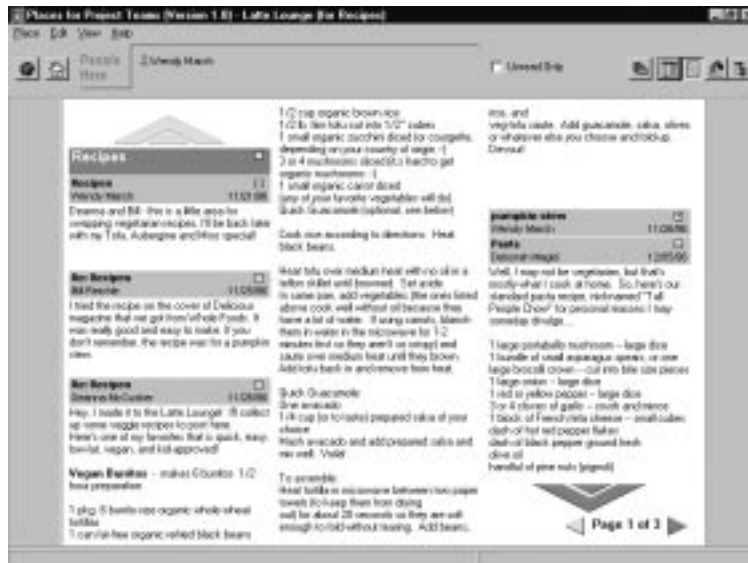 Places for Project Teams (Version 1.0) - Latte Lounge (for Recipes)
Place Edit View Help
People
Here
Wendy March
Unread Only
Recipes
Recipes
Wendy March 11/21/96
Deanna and Bill: this is a little area for
swapping vegetarian recipes. I'll be back later
with my Tofu, Aubergine and Miso special!
Re: Recipes
Bill
I tried the recipe on the cover of Delicious
magazine that we got from Whole Foods. It
was really good and easy to make. If you
don't remember, the recipe was for a pumpkin
stew.
Re: Recipes
Deanna McCusker 11/25/96
Hey, I made it to the Latte Lounge! I'll collect
up some veggie recipes to post here.
Here's one of my favorites that is quick, easy,
low-fat, vegan, and kid-approved!
Vegan Burritos - makes 6 burritos 1/2
hour preparation
1 pkg. 6 burrito size organic whole wheat
tortillas
1 can fat-free organic refried black beans
1/2 cup organic brown rice
1/2 lb. firm tofu cut into 1/2" cubes
1 small organic zucchini diced (or courgette,
depending on your country of origin :-)
3 or 4 mushrooms sliced (it's hard to get
organic mushrooms :-)
1 small organic carrot diced
(any of your favorite vegetables will do)
Quick Guacamole (optional, see below)
Cook rice according to directions. Heat
black beans.
Heat tofu over medium heat with no oil in a
teflon skillet until browned. Set aside.
In same pan, add vegetables (the ones listed
above cook well without oil because they
have a lot of water. If using carrots, blanch
them in water in the microwave for 1-2
minutes first so they aren't so crispy) and
saute over medium heat until they brown.
Add tofu back in and remove from heat.
Quick Guacamole
One avocado
1/4 cup (or to taste) prepared salsa of your
choice
Mash avocado and add prepared salsa and
mix well. Voila!
To assemble:
Heat tortilla in microwave between two paper
towels (to keep them from drying
out) for about 20 seconds so they are soft
enough to fold without tearing. Add beans,
rice, and
veg-tofu saute. Add guacamole, salsa, olives
or whatever else you choose and fold up.
Devour!
pumpkin stew
Wendy March 11/26/96
Pasta
Deborah 12/05/96
Well, I may not be vegetarian, but that's
mostly what I cook at home. So, here's our
standard pasta recipe, nicknamed "Tall
People Chow" for personal reasons I may
someday divulge...
1 large portabello mushroom -- large dice
1 bundle of small asparagus spears, or one
large broccoli crown -- cut into bite size pieces
1 large onion -- large dice
1 red or yellow pepper -- large dice
3 or 4 cloves of garlic -- crush and mince
1 block of French feta cheese -- small cubes
dash of hot red pepper flakes
dash of black pepper ground fresh
olive oil
handful of pine nuts (pignoli)
Page 1 of 3